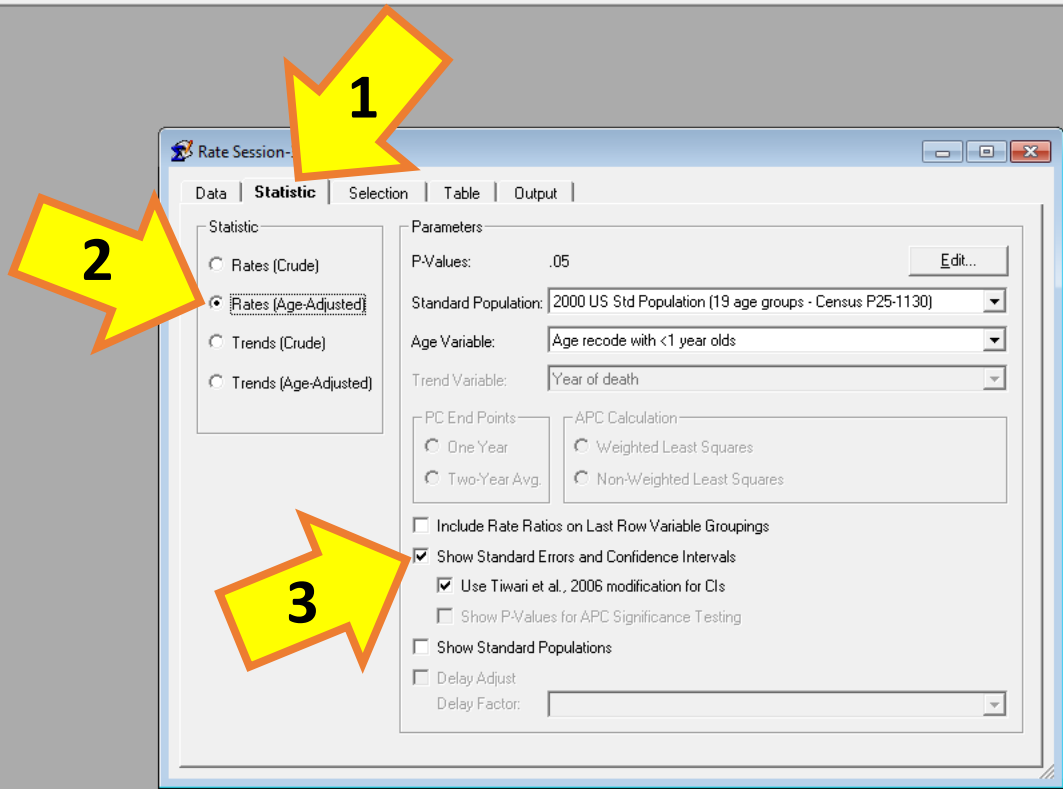 1
Rate Session-
Data Statistic Selection Table Output
2
Statistic
Rates (Crude)
Rates (Age-Adjusted)
Trends (Crude)
Trends (Age-Adjusted)
Parameters
P-Values: .05 Edit...
Standard Population: 2000 US Std Population (19 age groups - Census P25-1130)
Age Variable: Age recode with <1 year olds
Trend Variable: Year of death
PC End Points
One Year
Two-Year Avg.
APC Calculation
Weighted Least Squares
Non-Weighted Least Squares
Include Rate Ratios on Last Row Variable Groupings
3
Show Standard Errors and Confidence Intervals
Use Tiwari et al., 2006 modification for CIs
Show P-Values for APC Significance Testing
Show Standard Populations
Delay Adjust
Delay Factor: